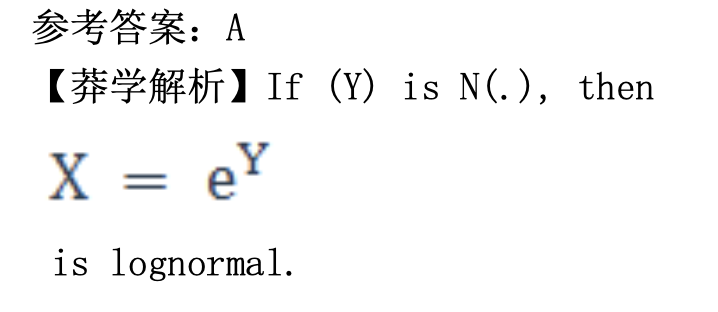 参考答案：A
【莽学解析】If (Y) is N(.), then
X = e^Y
is lognormal.